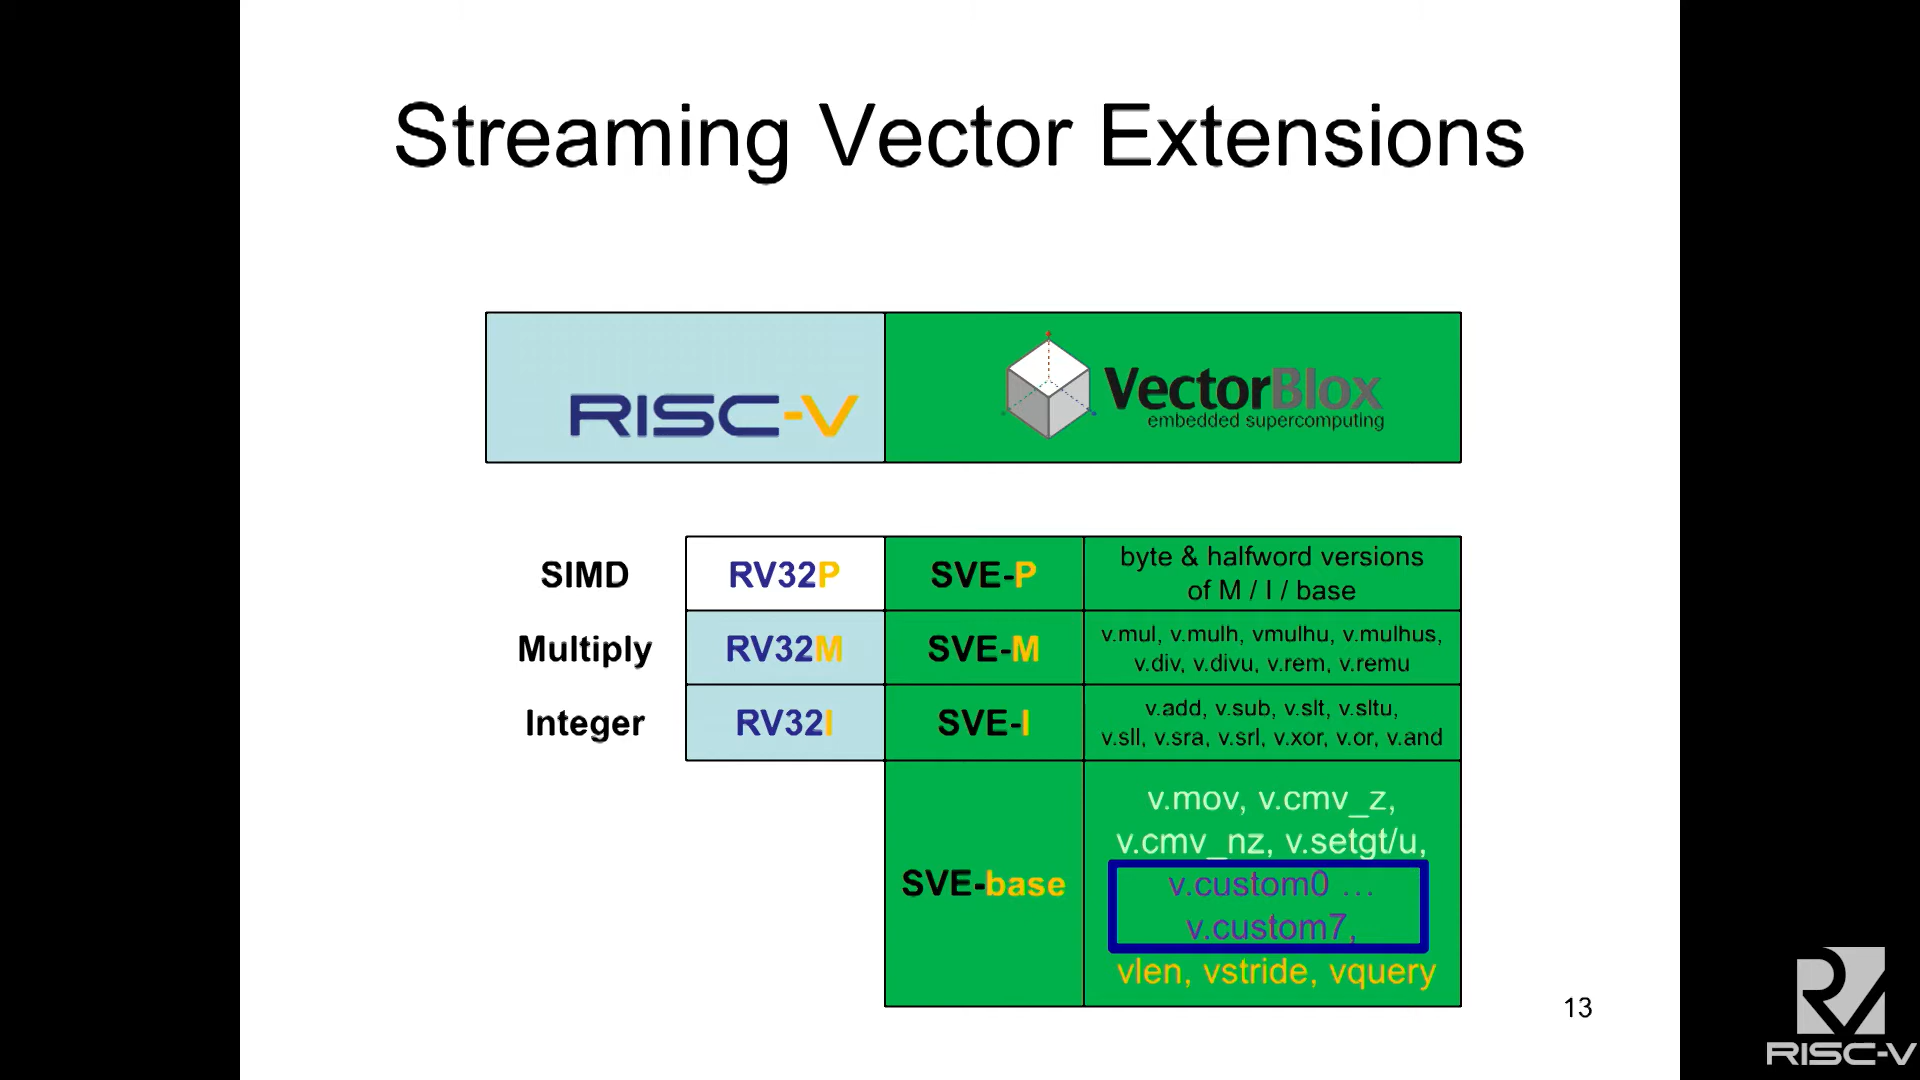 Streaming Vector Extensions
RISC-V
VectorBlox
embedded supercomputing
SIMD
RV32P
SVE-P
byte & halfword versions
of M / I / base
Multiply
RV32M
SVE-M
v.mul, v.mulh, vmulhu, v.mulhus,
v.div, v.divu, v.rem, v.remu
Integer
RV32I
SVE-I
v.add, v.sub, v.slt, v.sltu,
v.sll, v.sra, v.srl, v.xor, v.or, v.and
SVE-base
v.mov, v.cmv_z,
v.cmv_nz, v.setgt/u,
v.custom0 …
v.custom7,
vlen, vstride, vquery
13
RISC-V